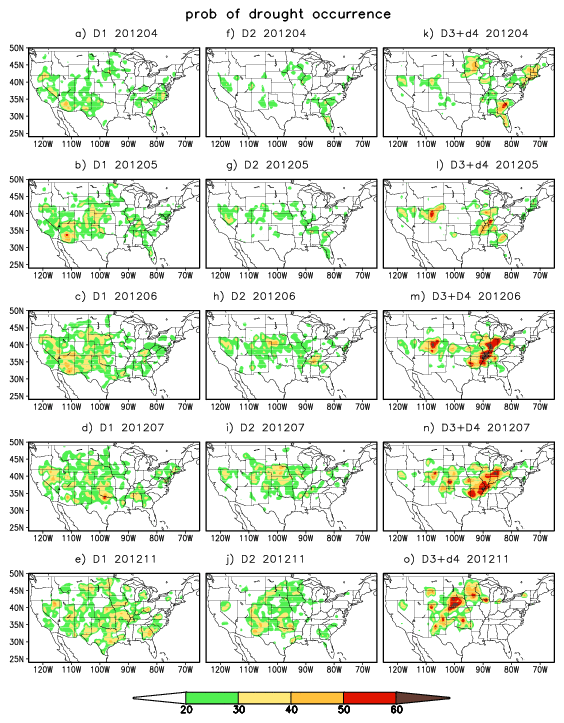 prob of drought occurrence
a) D1 201204 f) D2 201204 k) D3+d4 201204
50N
45N
40N
35N
30N
25N
120W 110W 100W 90W 80W 70W 120W 110W 100W 90W 80W 70W 120W 110W 100W 90W 80W 70W
b) D1 201205 g) D2 201205 l) D3+d4 201205
50N
45N
40N
35N
30N
25N
120W 110W 100W 90W 80W 70W 120W 110W 100W 90W 80W 70W 120W 110W 100W 90W 80W 70W
c) D1 201206 h) D2 201206 m) D3+D4 201206
50N
45N
40N
35N
30N
25N
120W 110W 100W 90W 80W 70W 120W 110W 100W 90W 80W 70W 120W 110W 100W 90W 80W 70W
d) D1 201207 i) D2 201207 n) D3+D4 201207
50N
45N
40N
35N
30N
25N
120W 110W 100W 90W 80W 70W 120W 110W 100W 90W 80W 70W 120W 110W 100W 90W 80W 70W
e) D1 201211 j) D2 201211 o) D3+d4 201211
50N
45N
40N
35N
30N
25N
120W 110W 100W 90W 80W 70W 120W 110W 100W 90W 80W 70W 120W 110W 100W 90W 80W 70W
20 30 40 50 60